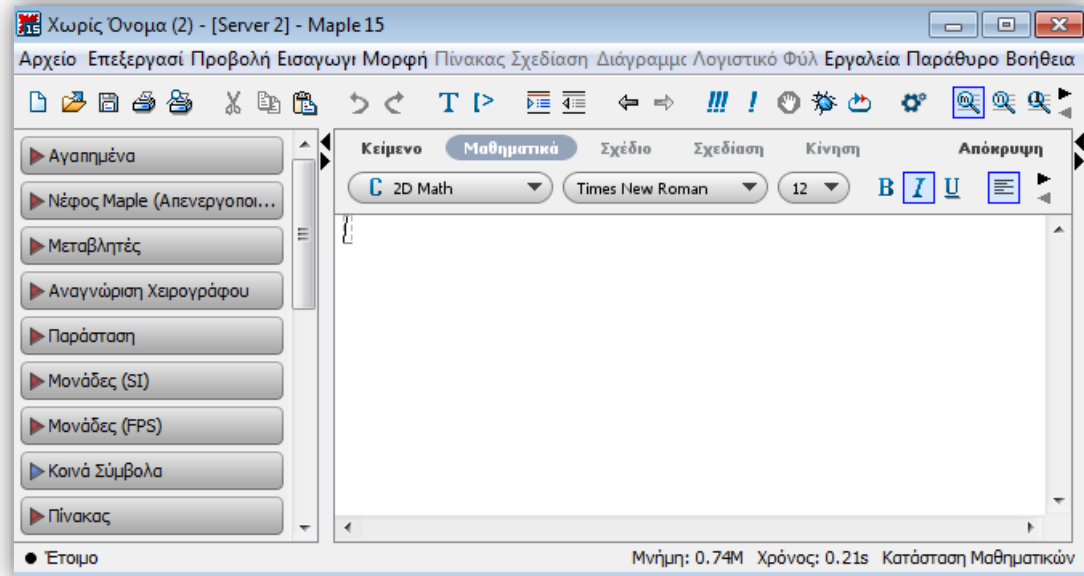 Χωρίς Όνομα (2) - [Server 2] - Maple 15
Αρχείο Επεξεργασί Προβολή Εισαγωγι Μορφή Πίνακας Σχεδίαση Διάγραμμα Λογιστικό Φύλ Εργαλεία Παράθυρο Βοήθεια
Αγαπημένα
Νέφος Maple (Απενεργοποι...
Μεταβλητές
Αναγνώριση Χειρογράφου
Παράσταση
Μονάδες (SI)
Μονάδες (FPS)
Κοινά Σύμβολα
Πίνακας
Κείμενο Μαθηματικά Σχέδιο Σχεδίαση Κίνηση Απόκρυψη
C 2D Math Times New Roman 12 B I U
Έτοιμο
Μνήμη: 0.74M Χρόνος: 0.21s Κατάσταση Μαθηματικών